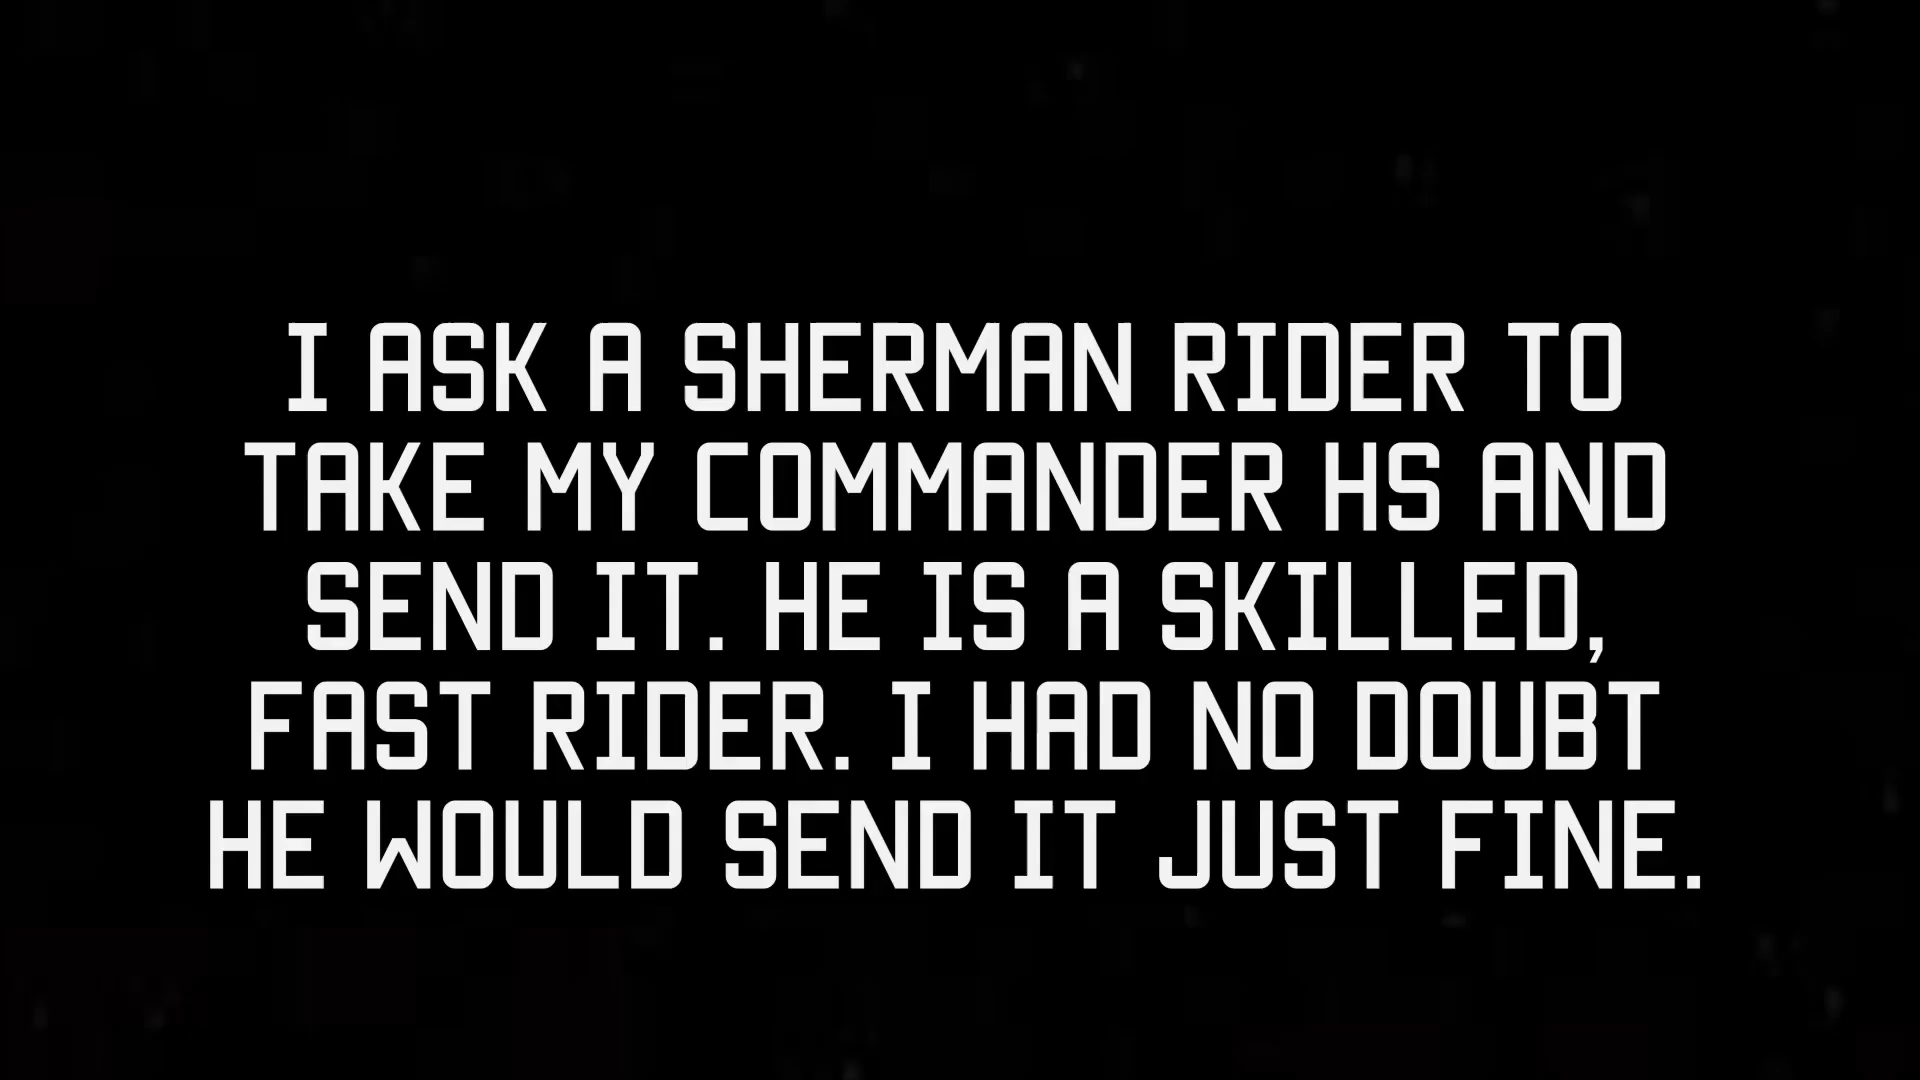 I ASK A SHERMAN RIDER TO
TAKE MY COMMANDER HS AND
SEND IT. HE IS A SKILLED,
FAST RIDER. I HAD NO DOUBT
HE WOULD SEND IT JUST FINE.